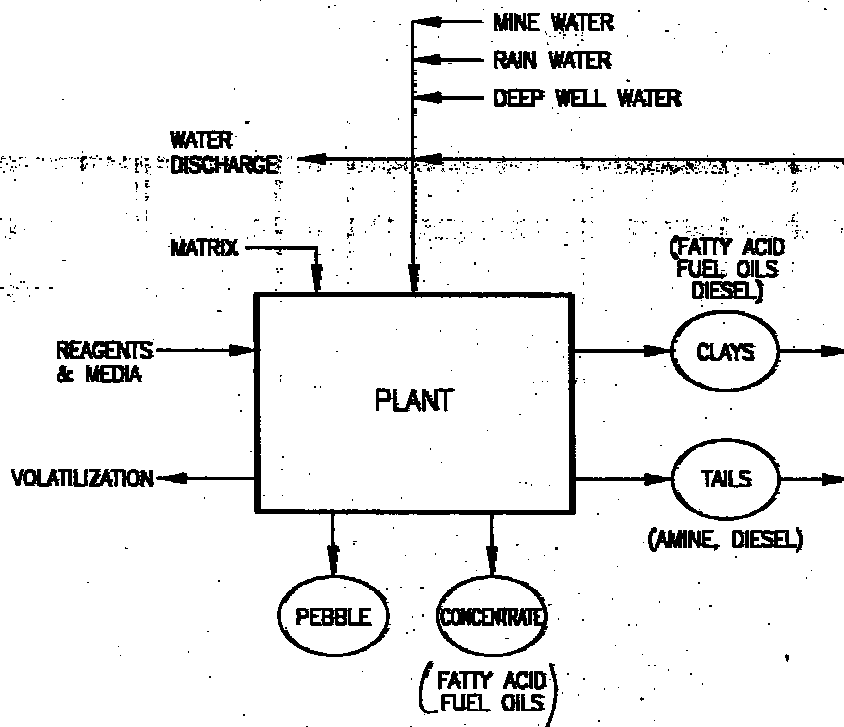 MINE WATER
RAIN WATER
DEEP WELL WATER
WATER
DISCHARGE
MATRIX
(FATTY ACID
FUEL OILS
DIESEL)
REAGENTS
& MEDIA
CLAYS
PLANT
VOLATILIZATION
TAILS
(AMINE, DIESEL)
PEBBLE
CONCENTRATE
(FATTY ACID
FUEL OILS)